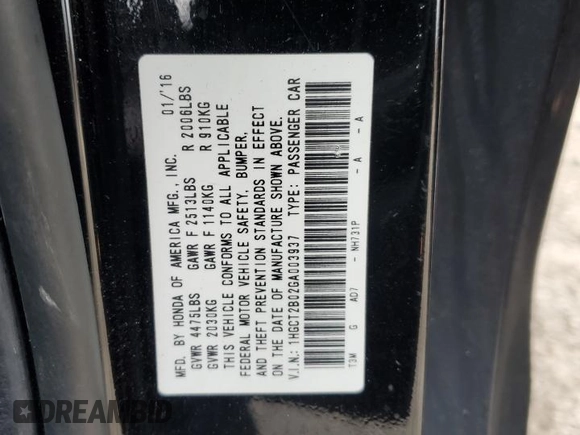 MFD. BY HONDA OF AMERICA MFG., INC. 01/'16
GVWR 4475LBS GAWR F 2513LBS R 2006LBS
GVWR 2030KG GAWR F 1140KG R 910KG
THIS VEHICLE CONFORMS TO ALL APPLICABLE
FEDERAL MOTOR VEHICLE SAFETY, BUMPER,
AND THEFT PREVENTION STANDARDS IN EFFECT
ON THE DATE OF MANUFACTURE SHOWN ABOVE.
V.I.N.: 1HGCT2B02GA003937 TYPE: PASSENGER CAR
T3M G AD7 - NH731P - A - A
DREAMBID